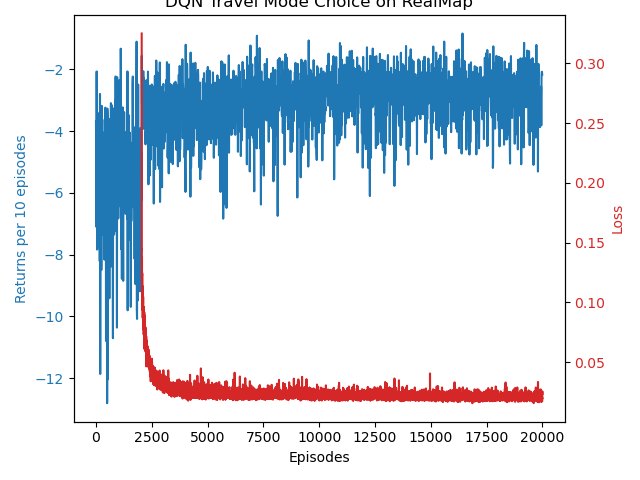 DQN Travel Mode Choice on RealMap
−2
−4
−6
−8
−10
−12
Returns per 10 episodes
0.30
0.25
0.20
0.15
0.10
0.05
Loss
0 2500 5000 7500 10000 12500 15000 17500 20000
Episodes